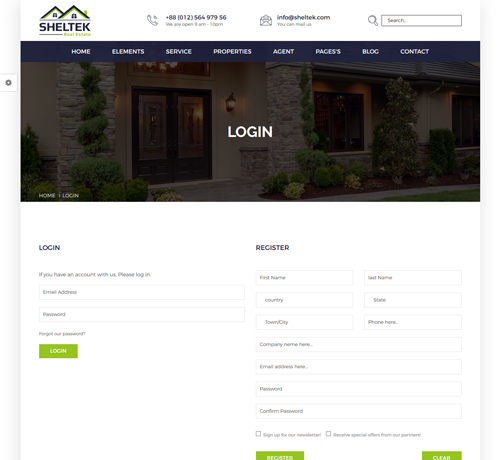 SHELTEK
Real Estate
+88 (012) 564 979 56
We are open 9 am - 10pm
info@sheltek.com
You can mail us
Search..
HOME ELEMENTS SERVICE PROPERTIES AGENT PAGES'S BLOG CONTACT
LOGIN
HOME > LOGIN
LOGIN
If you have an account with us, Please log in.
Email Address
Password
Forgot our password?
LOGIN
REGISTER
First Name last Name
country State
Town/City Phone here...
Company neme here...
Email address here...
Password
Confirm Password
Sign up for our newsletter! Receive special offers from our partners!
REGISTER CLEAR